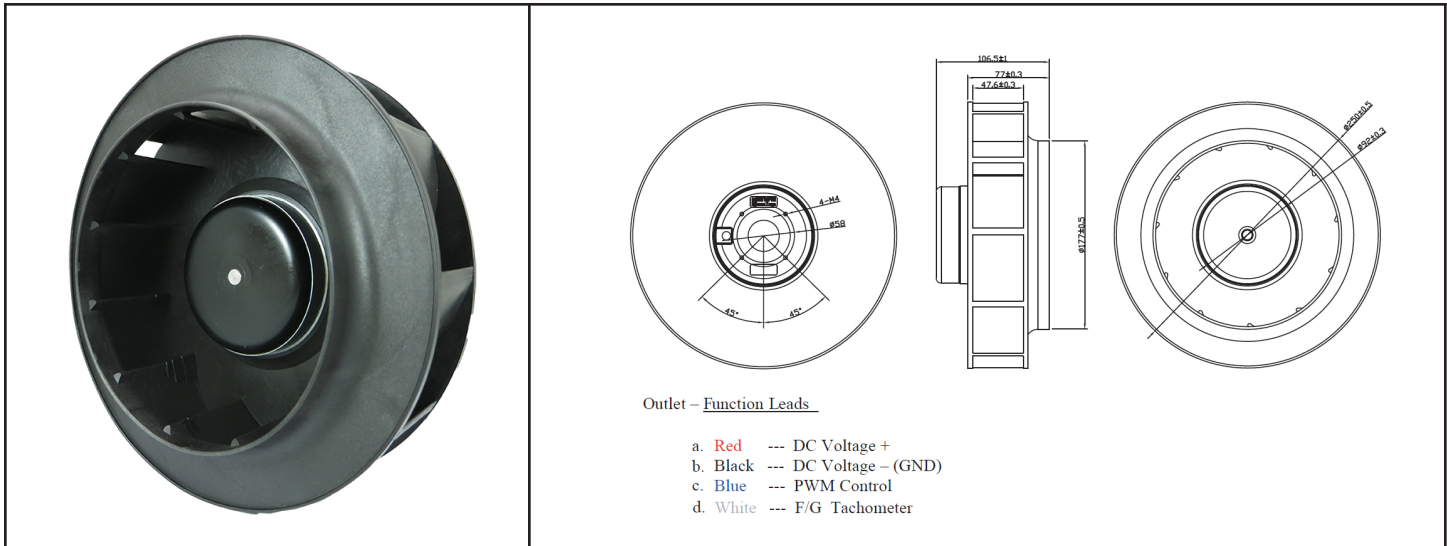 106.5±1
77±0.3
47.6±0.3
Ø250±0.5
Ø92±0.3
4-M4
Ø58
Ø177±0.5
45° 45°
Outlet – Function Leads
a. Red --- DC Voltage +
b. Black --- DC Voltage – (GND)
c. Blue --- PWM Control
d. White --- F/G Tachometer